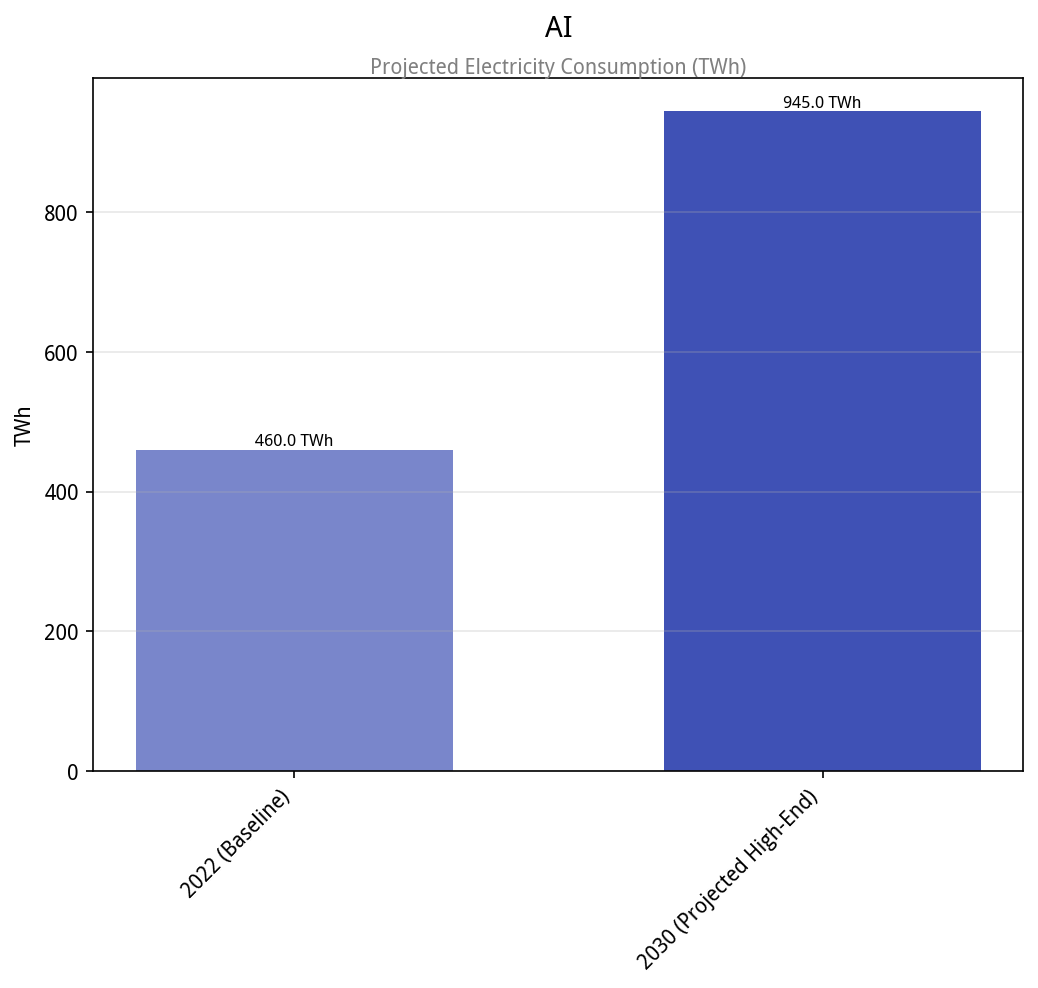 AI
Projected Electricity Consumption (TWh)
945.0 TWh
800
600
TWh
460.0 TWh
400
200
0
2022 (Baseline)
2030 (Projected High-End)